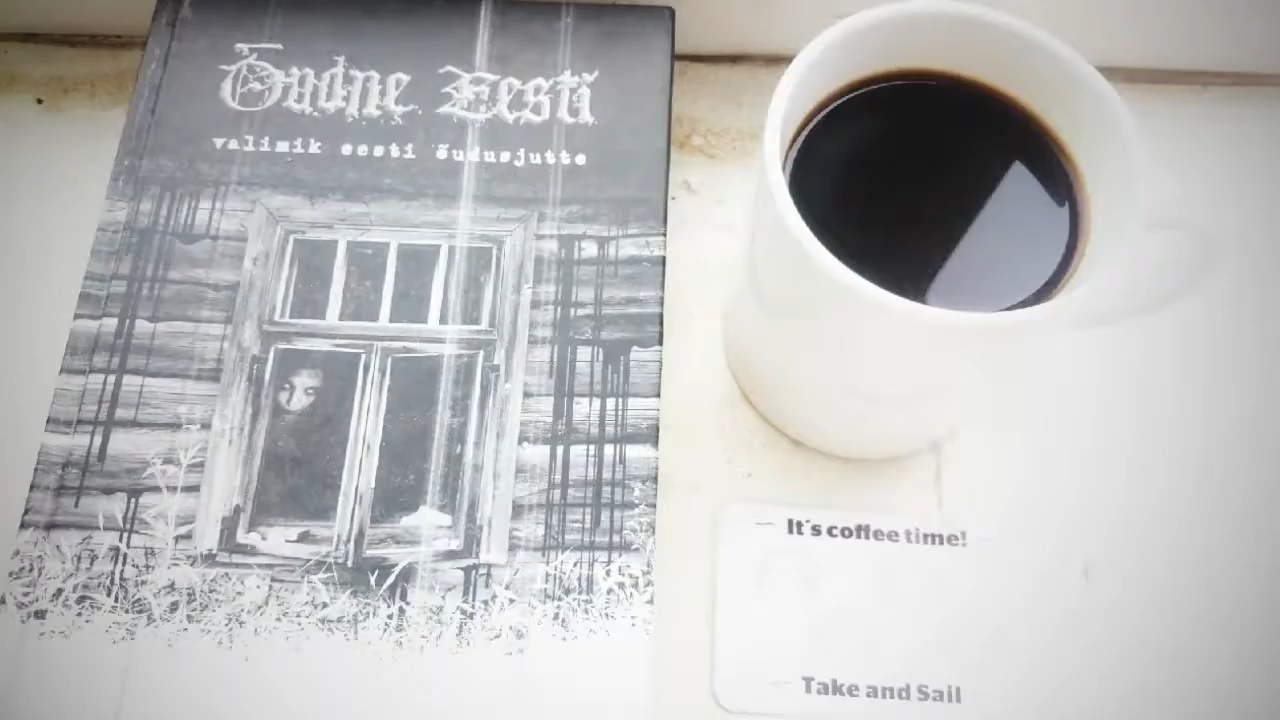 Õudne Eesti
valimik eesti õudusjutte
It's coffee time!
Take and Sail